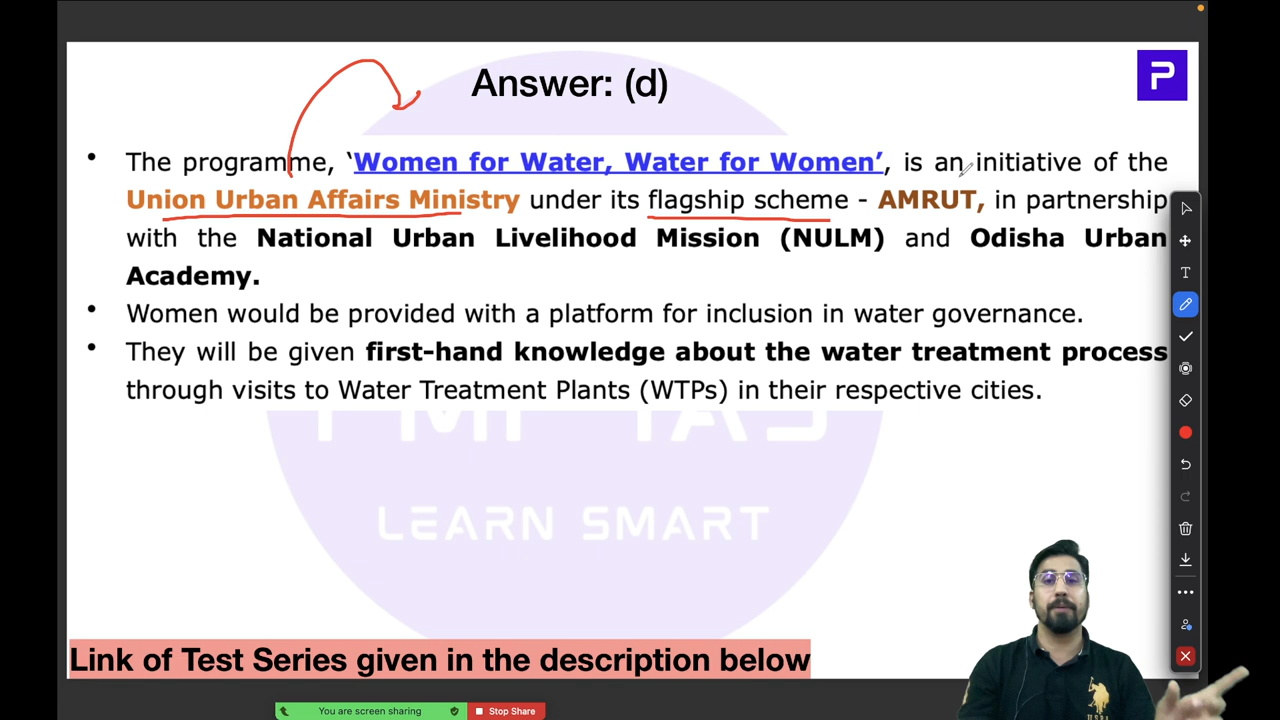 Answer: (d)
P
• The programme, ‘Women for Water, Water for Women’, is an initiative of the
Union Urban Affairs Ministry under its flagship scheme - AMRUT, in partnership
with the National Urban Livelihood Mission (NULM) and Odisha Urban
Academy.
• Women would be provided with a platform for inclusion in water governance.
• They will be given first-hand knowledge about the water treatment process
through visits to Water Treatment Plants (WTPs) in their respective cities.
LEARN SMART
Link of Test Series given in the description below
You are screen sharing
Stop Share
T